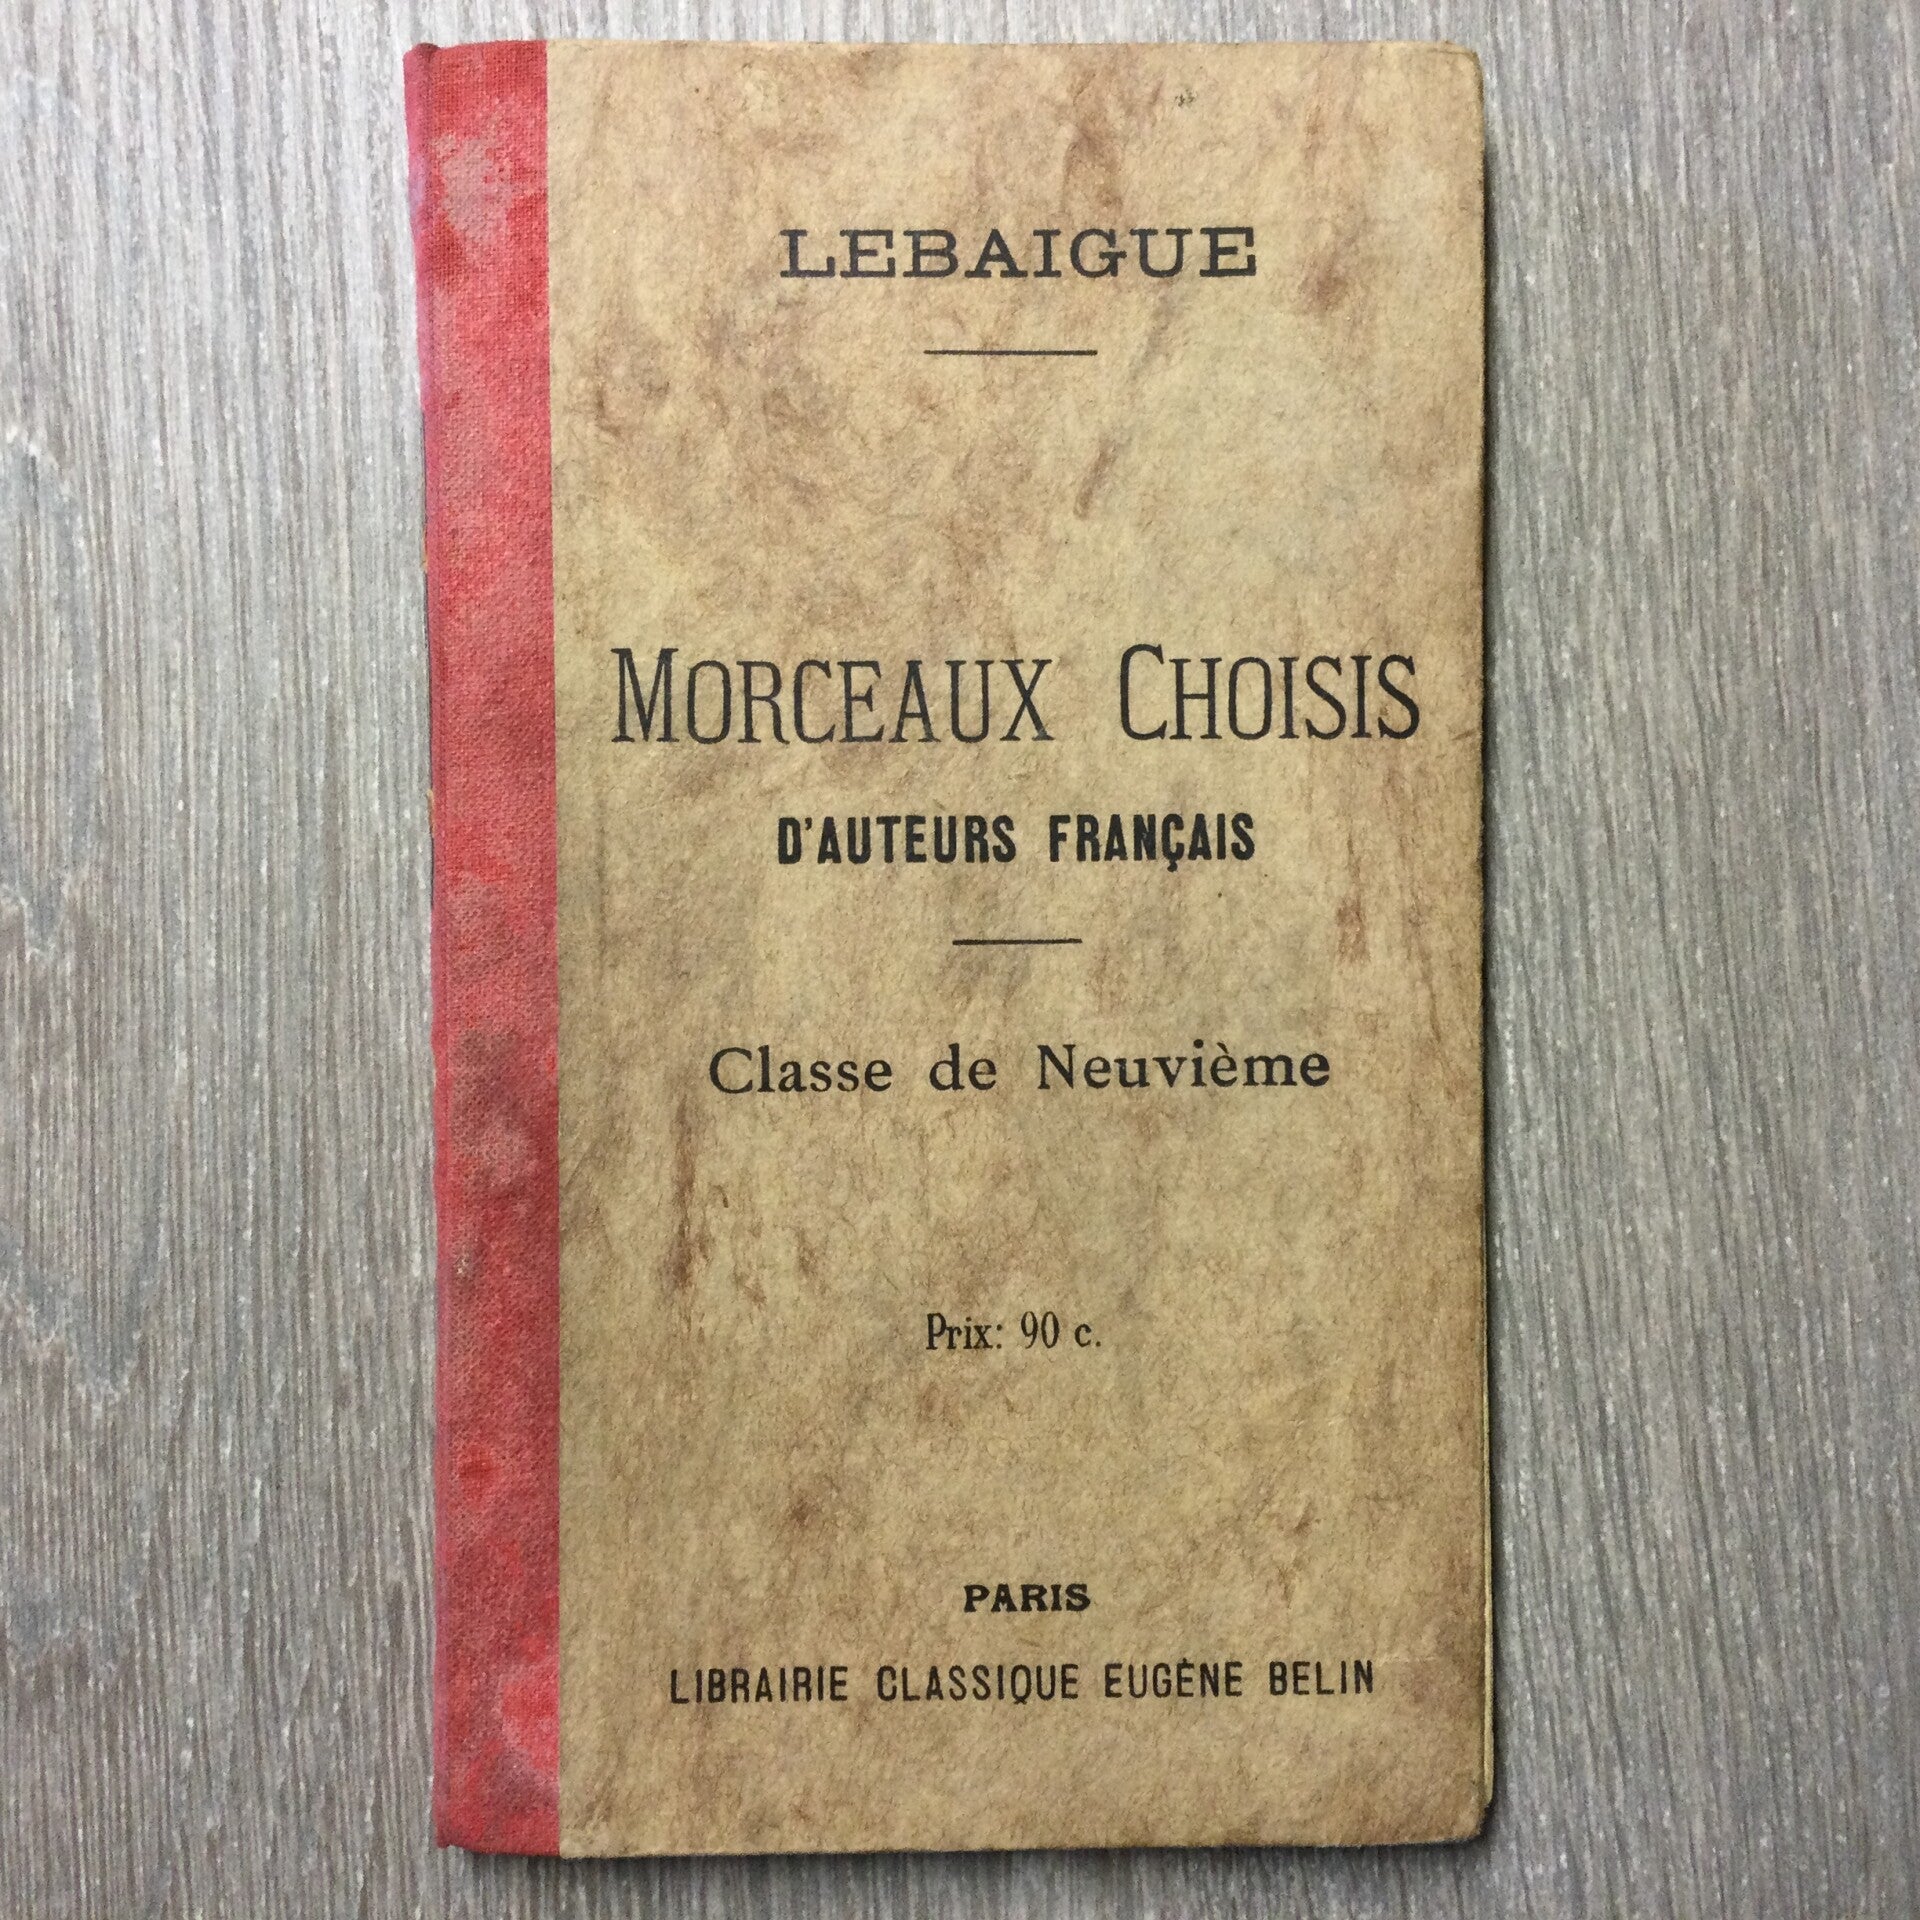 LEBAIGUE
MORCEAUX CHOISIS
D'AUTEURS FRANÇAIS
Classe de Neuvième
Prix: 90 c.
PARIS
LIBRAIRIE CLASSIQUE EUGÈNE BELIN